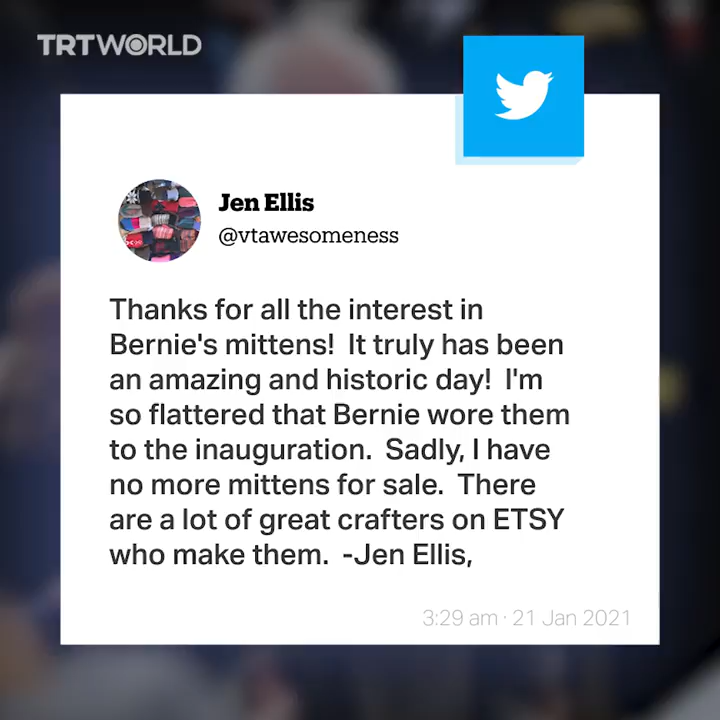 TRTWORLD
Jen Ellis
@vtawesomeness
Thanks for all the interest in
Bernie's mittens!  It truly has been
an amazing and historic day!  I'm
so flattered that Bernie wore them
to the inauguration.  Sadly, I have
no more mittens for sale.  There
are a lot of great crafters on ETSY
who make them.  -Jen Ellis,
3:29 am · 21 Jan 2021